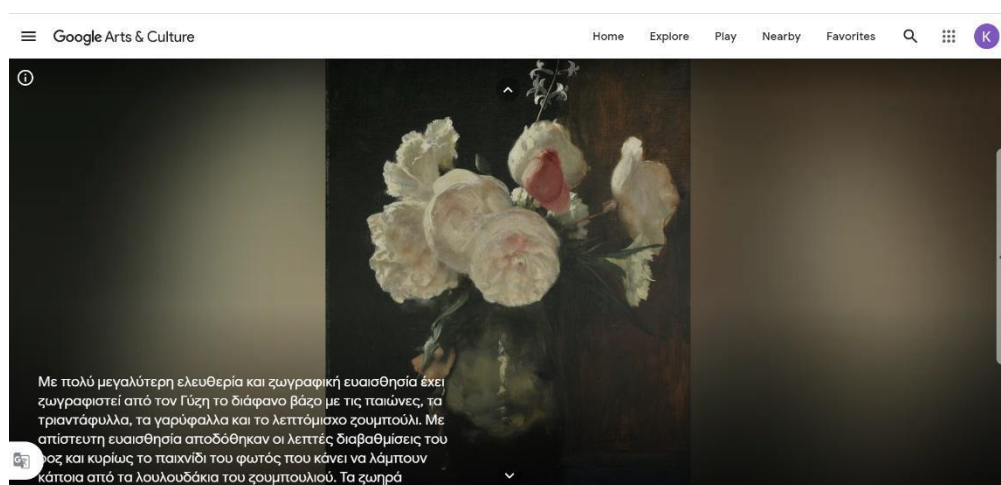 Google Arts & Culture
Home Explore Play Nearby Favorites
K
Με πολύ μεγαλύτερη ελευθερία και ζωγραφική ευαισθησία έχει
ζωγραφιστεί από τον Γύζη το διάφανο βάζο με τις παιώνες, τα
τριαντάφυλλα, τα γαρύφαλλα και το λεπτόμισχο ζουμπούλι. Με
απίστευτη ευαισθησία αποδόθηκαν οι λεπτές διαβαθμίσεις του
ροζ και κυρίως το παιχνίδι του φωτός που κάνει να λάμπουν
κάποια από τα λουλουδάκια του ζουμπουλιού. Τα ζωηρά